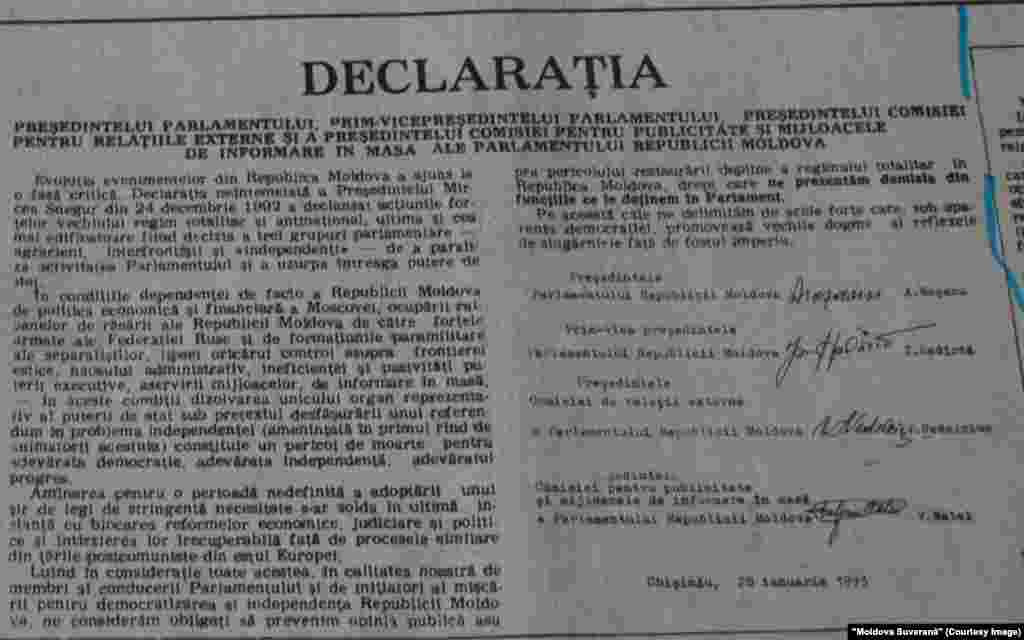 DECLARAȚIA
PREȘEDINTELUI PARLAMENTULUI, PRIM-VICEPREȘEDINTELUI PARLAMENTULUI, PREȘEDINTELUI COMISIEI
PENTRU RELAȚIILE EXTERNE ȘI A PREȘEDINTELUI COMISIEI PENTRU PUBLICITATE ȘI MIJLOACELE
DE INFORMARE ÎN MASĂ ALE PARLAMENTULUI REPUBLICII MOLDOVA
Evoluția evenimentelor din Republica Moldova a ajuns la
o fază critică. Declarația neîntemeiată a Președintelui Mir-
cea Snegur din 24 decembrie 1992 a declanșat acțiunile for-
țelor vechiului regim totalitar și antinațional, ultima și cea
mai edificatoare fiind decizia a trei grupuri parlamentare —
agrarieni, interfrontiști și «independenți» — de a parali-
za activitatea Parlamentului și a uzurpa întreaga putere de
stat.
În condițiile dependenței de facto a Republicii Moldova
de politica economică și financiară a Moscovei, ocupării ra-
ioanelor de răsărit ale Republicii Moldova de către forțele
armate ale Federației Ruse și de formațiunile paramilitare
ale separatiștilor, lipsei oricărui control asupra frontierei
estice, haosului administrativ, ineficienței și pasivității pu-
terii executive, aservirii mijloacelor de informare în masă,
— în aceste condiții dizolvarea unicului organ reprezenta-
tiv al puterii de stat sub pretextul desfășurării unui referen-
dum în problema independenței (amenințată în primul rînd de
animatorii acestuia) constituie un pericol de moarte pentru
adevărata democrație, adevărata independență, adevăratul
progres.
Amînarea pentru o perioadă nedefinită a adoptării unui
șir de legi de stringentă necesitate s-ar solda în ultimă in-
stanță cu blocarea reformelor economice, judiciare și politi-
ce și întîrzierea lor irecuperabilă față de procesele similare
din țările postcomuniste din estul Europei.
Luînd în considerație toate acestea, în calitatea noastră de
membri ai conducerii Parlamentului și de inițiatori ai mișcă-
rii pentru democratizarea și independența Republicii Moldo-
va, ne considerăm obligați să prevenim opinia publică asu-
pra pericolului restaurării depline a regimului totalitar în
Republica Moldova, drept care ne prezentăm demisia din
funcțiile ce le deținem în Parlament.
Pe această cale ne delimităm de acele forțe care, sub apa-
rența democrației, promovează vechile dogme și reflexele
de slugărnicie față de fostul imperiu.
Președintele
Parlamentului Republicii Moldova A.Moșanu
Prim-vice președintele
Parlamentului Republicii Moldova I.Hadîrcă
Președintele
Comisiei de relații externe
a Parlamentului Republicii Moldova
Comisiei pentru publicitate
și mijloacele de informare în masă
a Parlamentului Republicii Moldova V.Matei
Chișinău, 28 ianuarie 1993
"Moldova Suverană" (Courtesy Image)